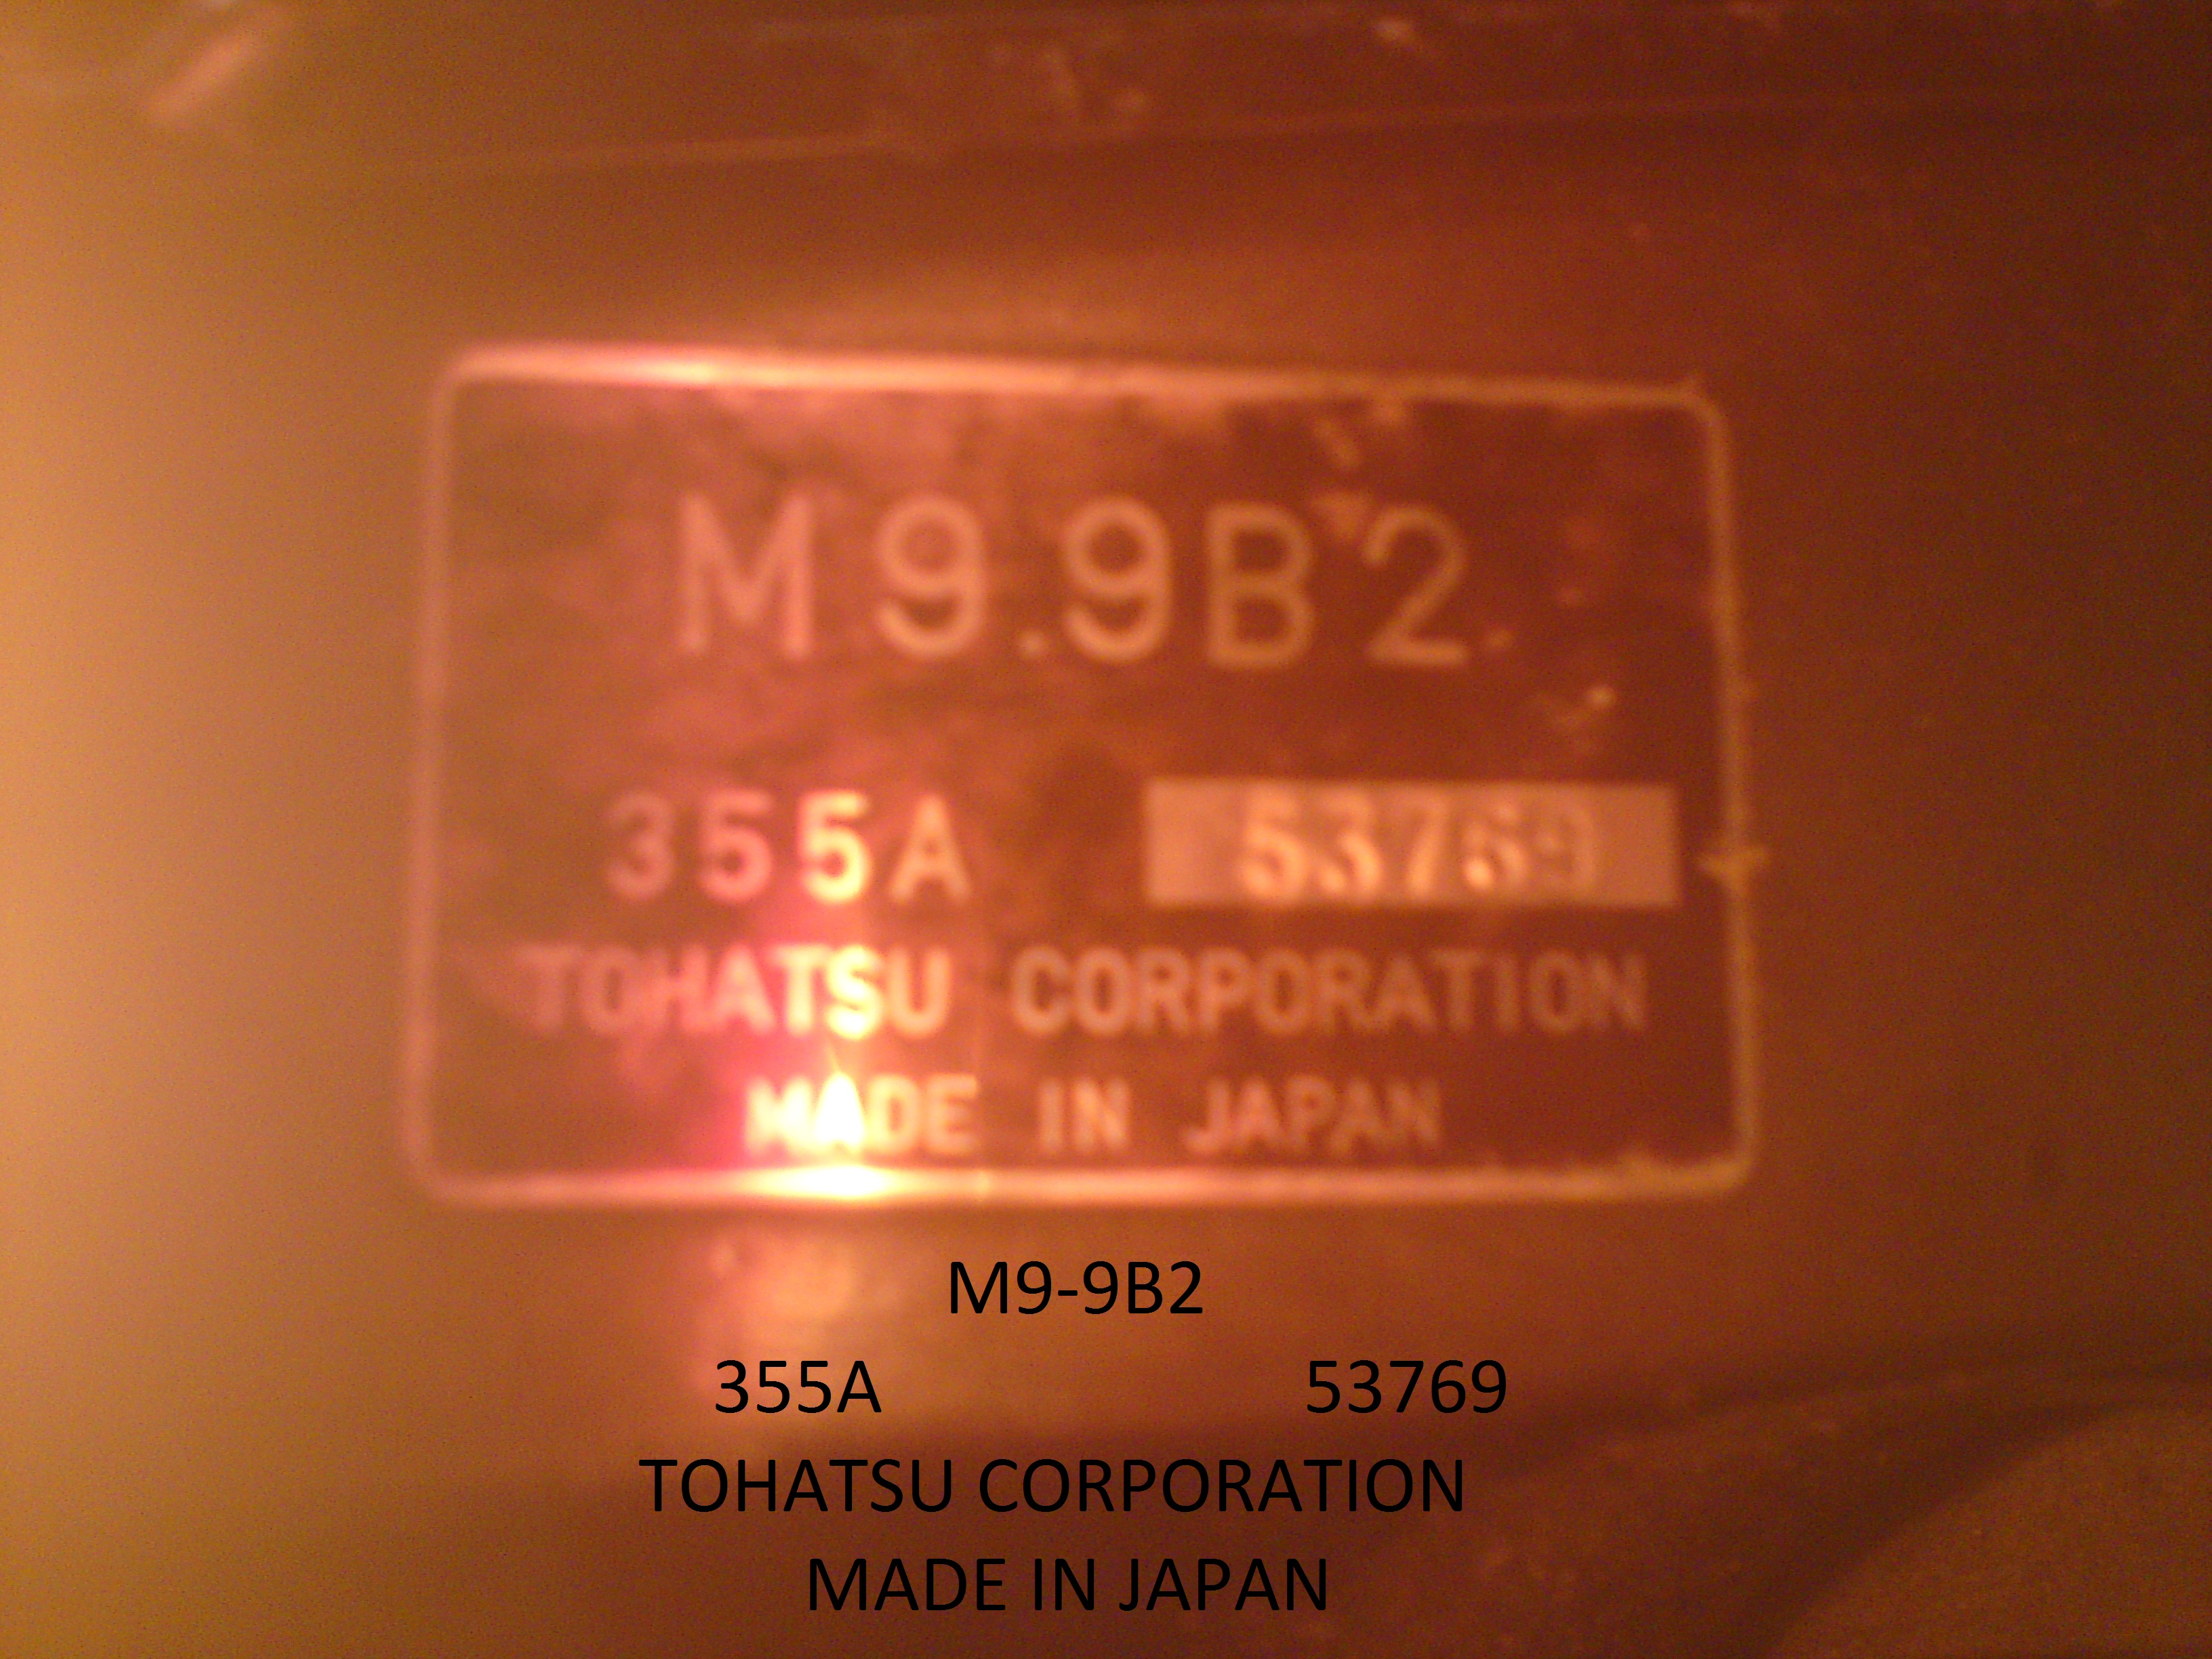 M9.9B2
355A 53769
TOHATSU CORPORATION
MADE IN JAPAN
M9-9B2
355A 53769
TOHATSU CORPORATION
MADE IN JAPAN